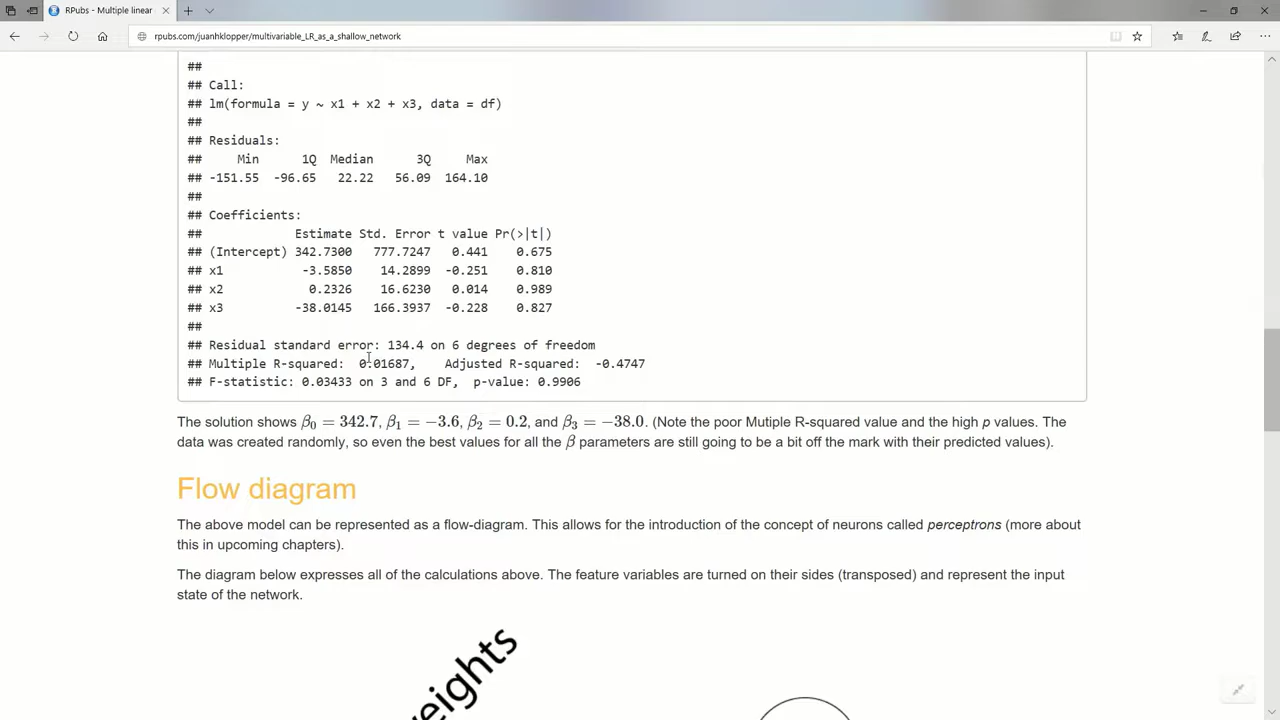 RPubs - Multiple linear
rpubs.com/juanhklopper/multivariable_LR_as_a_shallow_network
##
## Call:
## lm(formula = y ~ x1 + x2 + x3, data = df)
##
## Residuals:
##     Min      1Q  Median      3Q     Max
## -151.55  -96.65   22.22   56.09  164.10
##
## Coefficients:
##             Estimate Std. Error t value Pr(>|t|)
## (Intercept) 342.7300   777.7247   0.441    0.675
## x1           -3.5850    14.2899  -0.251    0.810
## x2            0.2326    16.6230   0.014    0.989
## x3          -38.0145   166.3937  -0.228    0.827
##
## Residual standard error: 134.4 on 6 degrees of freedom
## Multiple R-squared:  0.01687,    Adjusted R-squared:  -0.4747
## F-statistic: 0.03433 on 3 and 6 DF,  p-value: 0.9906
The solution shows β₀ = 342.7, β₁ = −3.6, β₂ = 0.2, and β₃ = −38.0. (Note the poor Mutiple R-squared value and the high p values. The
data was created randomly, so even the best values for all the β parameters are still going to be a bit off the mark with their predicted values).
Flow diagram
The above model can be represented as a flow-diagram. This allows for the introduction of the concept of neurons called perceptrons (more about
this in upcoming chapters).
The diagram below expresses all of the calculations above. The feature variables are turned on their sides (transposed) and represent the input
state of the network.
eights